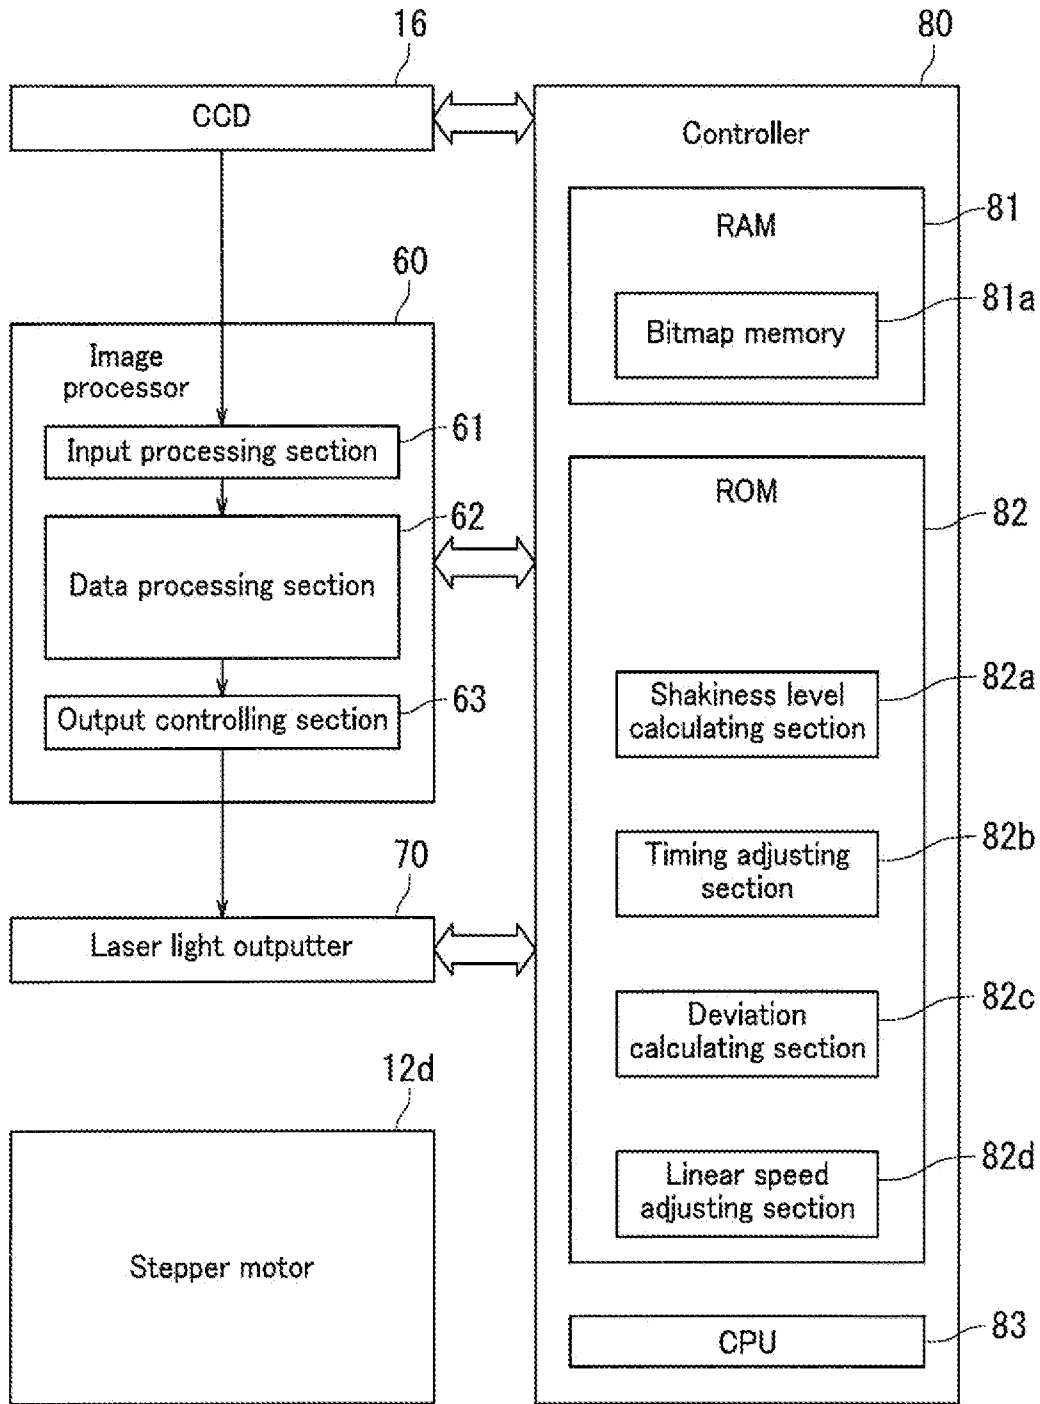 16
80
CCD
Controller
81
RAM
81a
Bitmap memory
60
Image
processor
61
Input processing section
62
Data processing section
63
Output controlling section
82
ROM
82a
Shakiness level
calculating section
82b
Timing adjusting
section
70
Laser light outputter
82c
Deviation
calculating section
12d
Stepper motor
82d
Linear speed
adjusting section
83
CPU